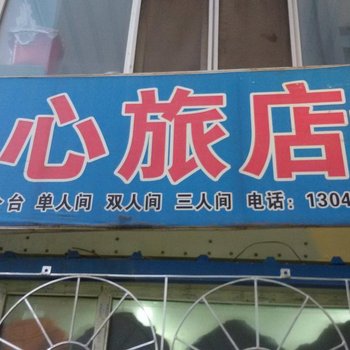 心旅店
台 单人间 双人间 三人间 电话：1304